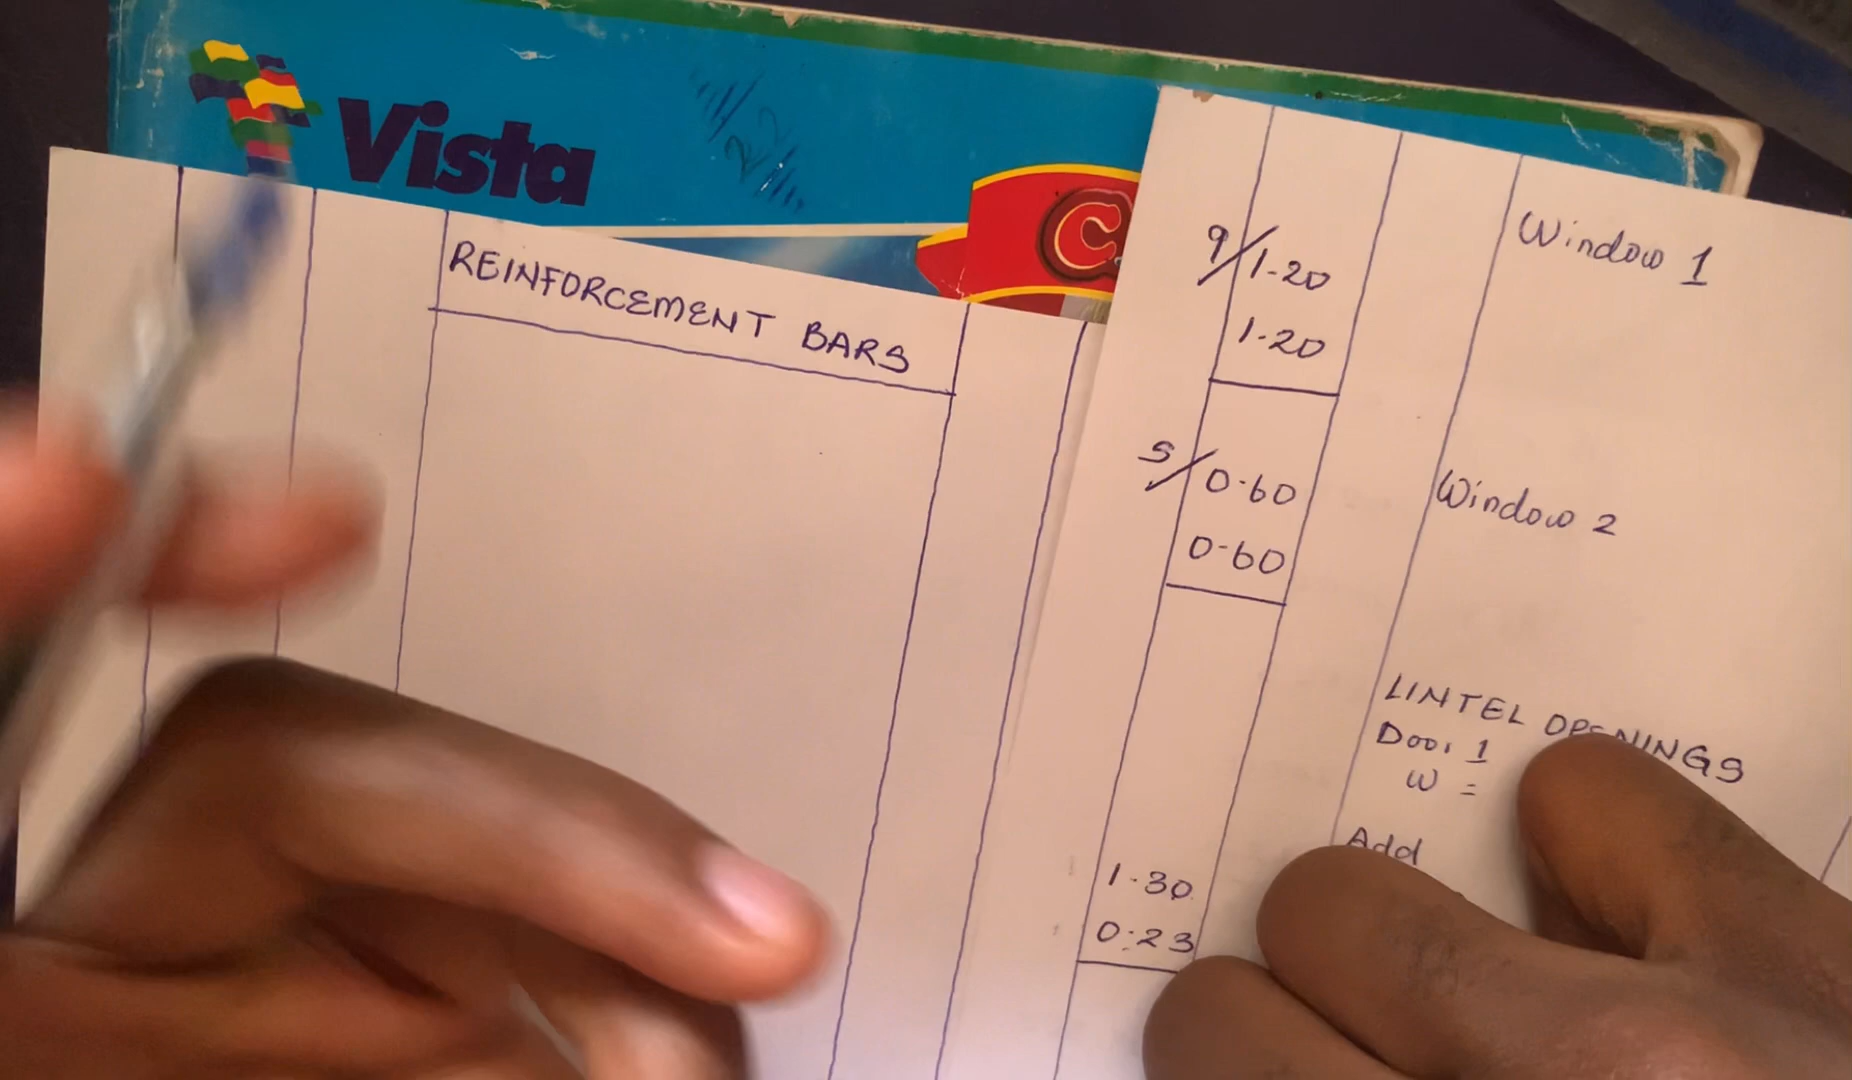 Vista
C
REINFORCEMENT BARS
9/1.20
1.20
Window 1
5/0.60
0.60
Window 2
LINTEL OPENINGS
Door 1
W =
Add
1.30
0.23